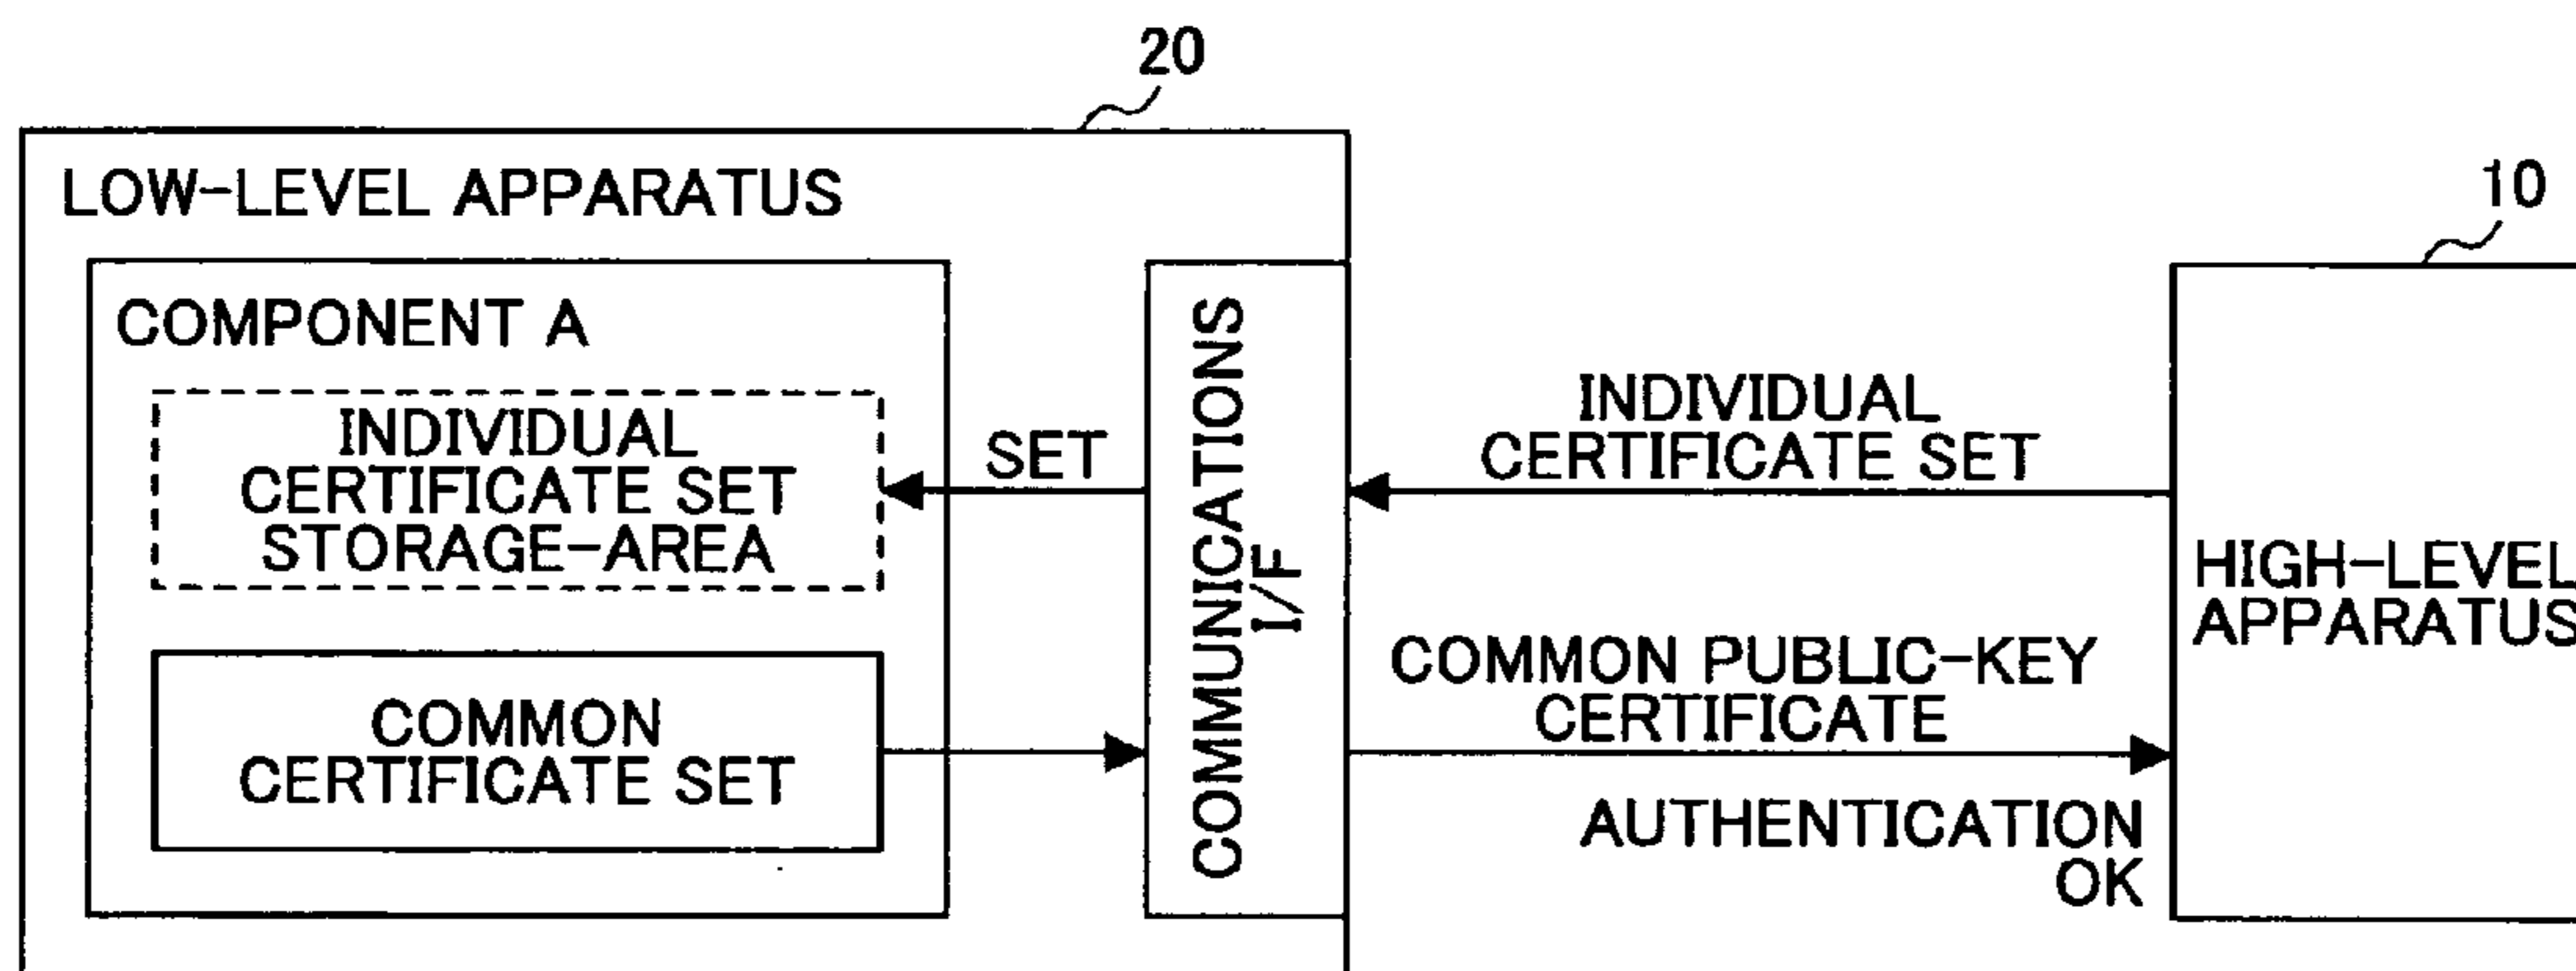 20
LOW-LEVEL APPARATUS
10
COMPONENT A
INDIVIDUAL
CERTIFICATE SET
STORAGE-AREA
SET
COMMUNICATIONS
I/F
INDIVIDUAL
CERTIFICATE SET
HIGH-LEVEL
APPARATUS
COMMON
CERTIFICATE SET
COMMON PUBLIC-KEY
CERTIFICATE
AUTHENTICATION
OK